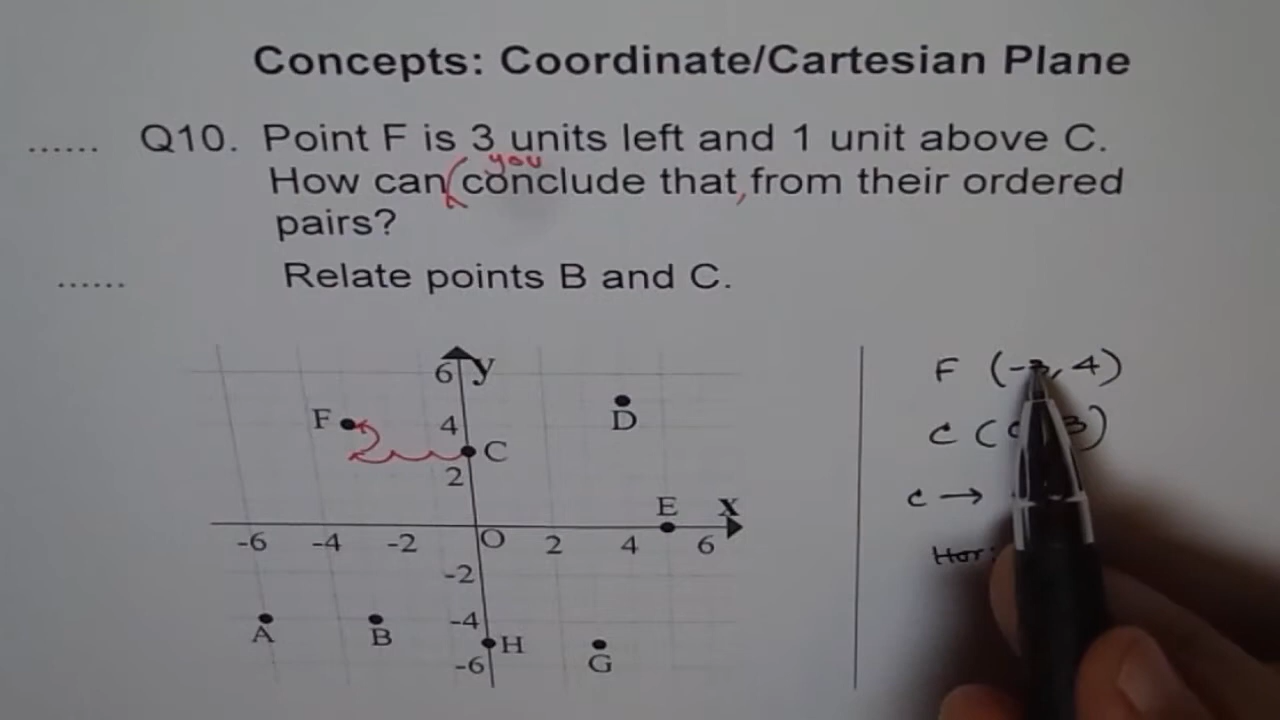 Concepts: Coordinate/Cartesian Plane
...... Q10. Point F is 3 units left and 1 unit above C.
you
How can conclude that, from their ordered
pairs?
...... Relate points B and C.
6 y
F 4 D
C
2
E X
-6 -4 -2 O 2 4 6
-2
A B -4 H
-6 G
F (-3, 4)
C ( 3)
C →
Hor: